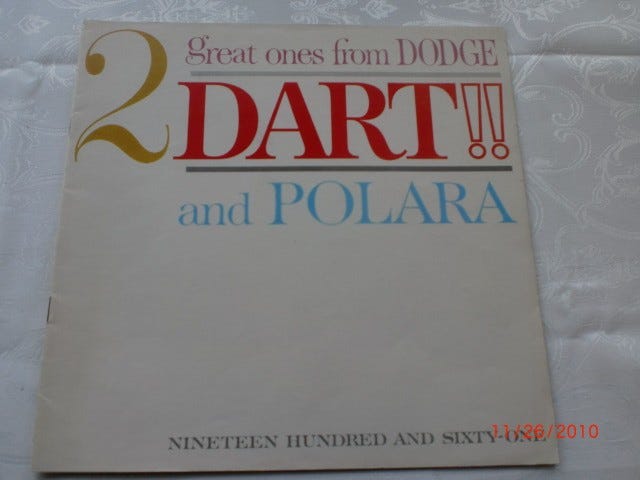 2 great ones from DODGE
DART!!
and POLARA
NINETEEN HUNDRED AND SIXTY-ONE
11/26/2010